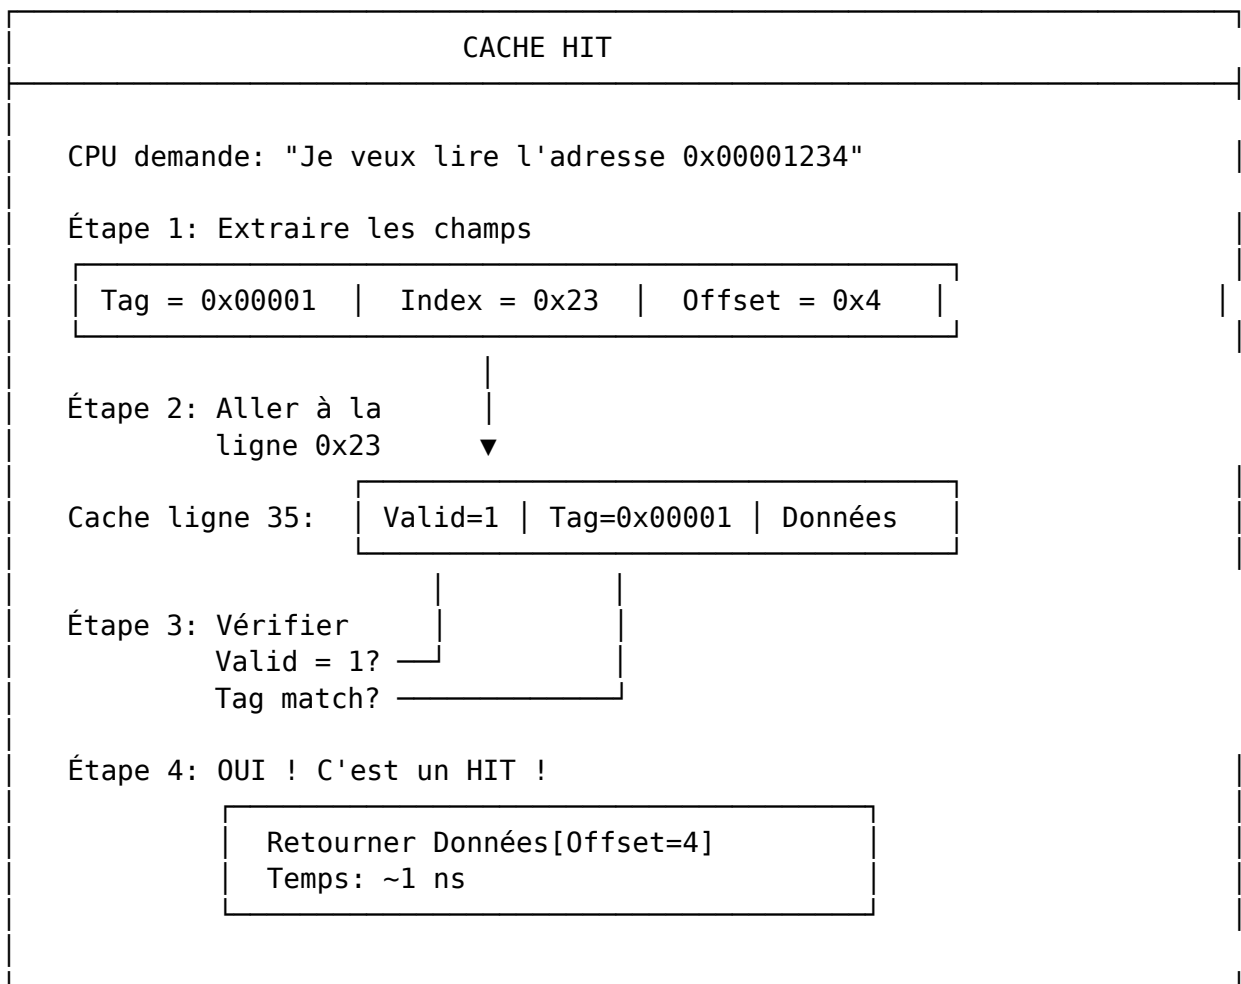 CACHE HIT
CPU demande: "Je veux lire l'adresse 0x00001234"
Étape 1: Extraire les champs
Tag = 0x00001 │ Index = 0x23 │ Offset = 0x4
Étape 2: Aller à la
ligne 0x23
Cache ligne 35: Valid=1 │ Tag=0x00001 │ Données
Étape 3: Vérifier
Valid = 1?
Tag match?
Étape 4: OUI ! C'est un HIT !
Retourner Données[Offset=4]
Temps: ~1 ns